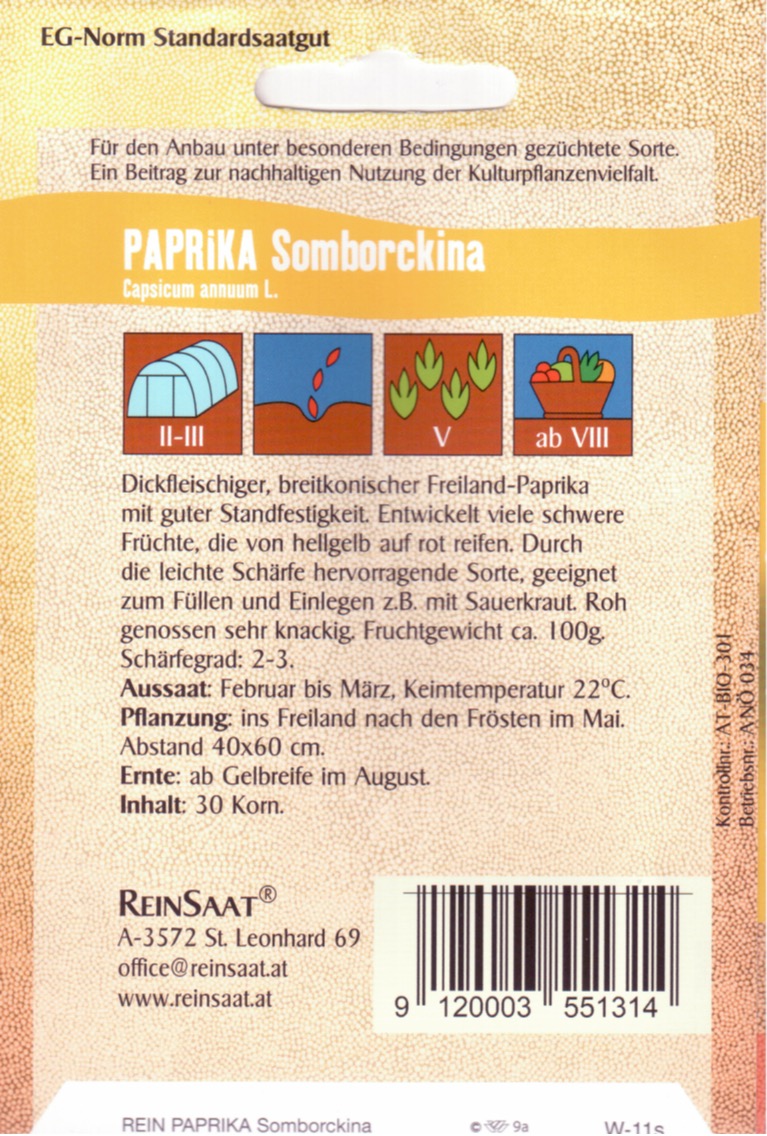 EG-Norm Standardsaatgut
Für den Anbau unter besonderen Bedingungen gezüchtete Sorte.
Ein Beitrag zur nachhaltigen Nutzung der Kulturpflanzenvielfalt.
PAPRiKA Somborckina
Capsicum annuum L.
II-III
V
ab VIII
Dickfleischiger, breitkonischer Freiland-Paprika
mit guter Standfestigkeit. Entwickelt viele schwere
Früchte, die von hellgelb auf rot reifen. Durch
die leichte Schärfe hervorragende Sorte, geeignet
zum Füllen und Einlegen z.B. mit Sauerkraut. Roh
genossen sehr knackig. Fruchtgewicht ca. 100g.
Schärfegrad: 2-3.
Aussaat: Februar bis März, Keimtemperatur 22°C.
Pflanzung: ins Freiland nach den Frösten im Mai.
Abstand 40x60 cm.
Ernte: ab Gelbreife im August.
Inhalt: 30 Korn.
Kontrollnr.: AT-BIO-301
Betriebsnr.: ANÖ 034
REINSAAT®
A-3572 St. Leonhard 69
office@reinsaat.at
www.reinsaat.at
9 120003 551314
REIN PAPRIKA Somborckina
© 9a
W-11s